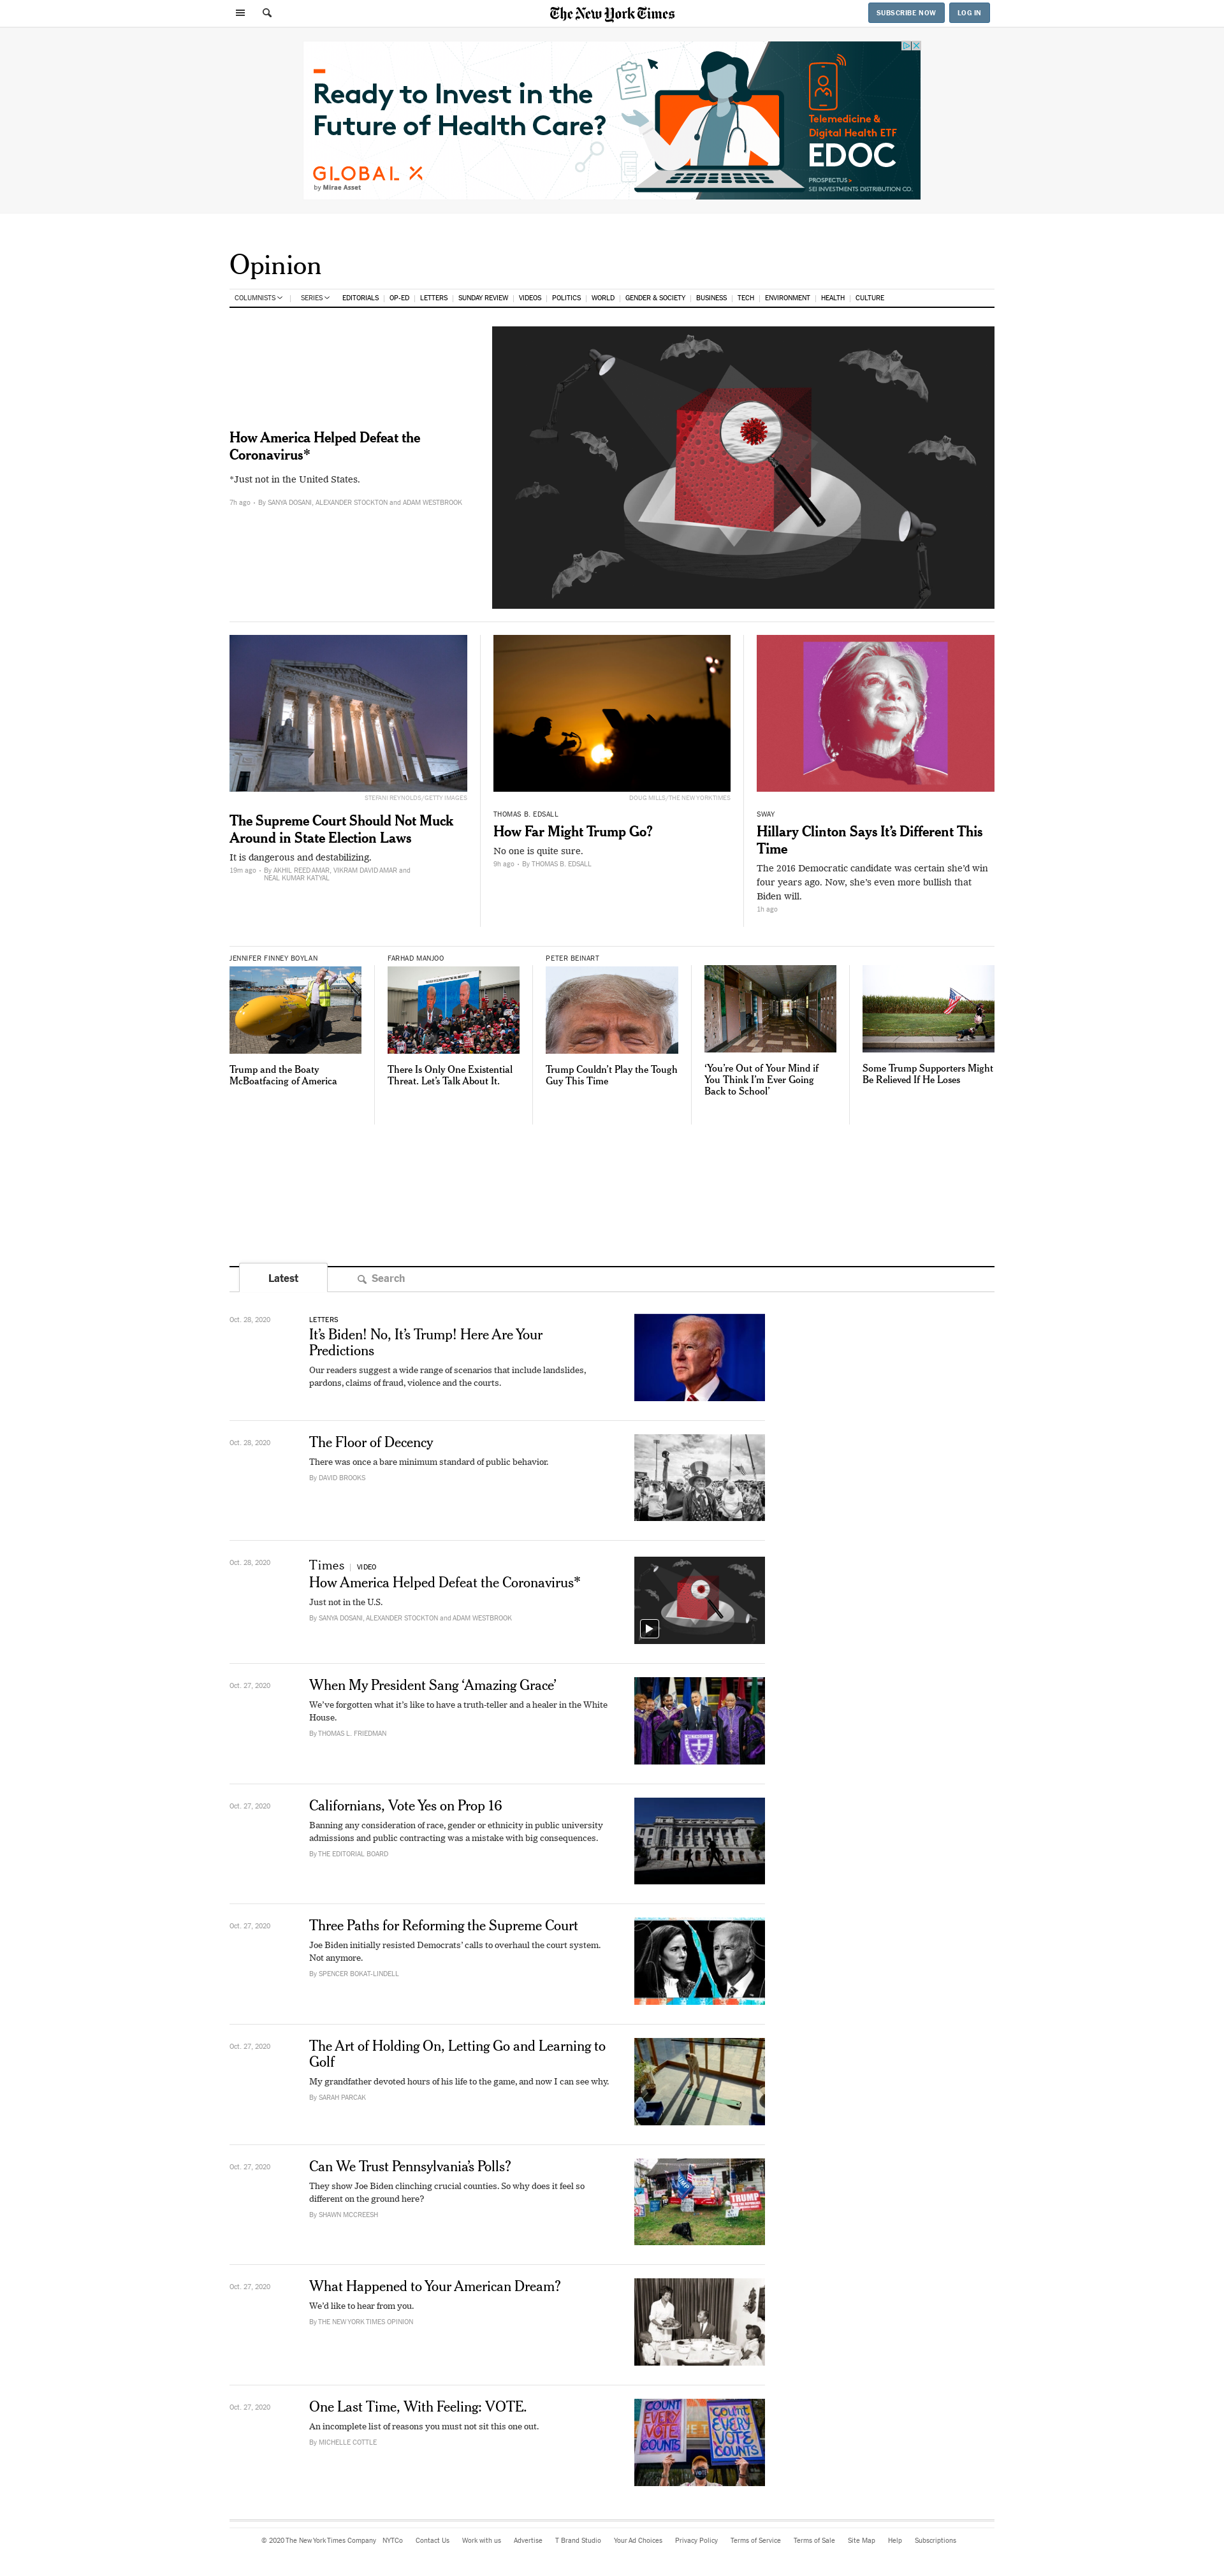 The New York Times
SUBSCRIBE NOW
LOG IN
Ready to Invest in the
Future of Health Care?
GLOBAL X
by Mirae Asset
Telemedicine &
Digital Health ETF
EDOC
PROSPECTUS >
SEI INVESTMENTS DISTRIBUTION CO.
Opinion
COLUMNISTS
SERIES
EDITORIALS
OP-ED
LETTERS
SUNDAY REVIEW
VIDEOS
POLITICS
WORLD
GENDER & SOCIETY
BUSINESS
TECH
ENVIRONMENT
HEALTH
CULTURE
How America Helped Defeat the
Coronavirus*
*Just not in the United States.
7h ago · By SANYA DOSANI, ALEXANDER STOCKTON and ADAM WESTBROOK
STEFANI REYNOLDS/GETTY IMAGES
The Supreme Court Should Not Muck
Around in State Election Laws
It is dangerous and destabilizing.
19m ago · By AKHIL REED AMAR, VIKRAM DAVID AMAR and
NEAL KUMAR KATYAL
DOUG MILLS/THE NEW YORK TIMES
THOMAS B. EDSALL
How Far Might Trump Go?
No one is quite sure.
9h ago · By THOMAS B. EDSALL
SWAY
Hillary Clinton Says It’s Different This
Time
The 2016 Democratic candidate was certain she’d win
four years ago. Now, she’s even more bullish that
Biden will.
1h ago
JENNIFER FINNEY BOYLAN
Trump and the Boaty
McBoatfacing of America
FARHAD MANJOO
There Is Only One Existential
Threat. Let’s Talk About It.
PETER BEINART
Trump Couldn’t Play the Tough
Guy This Time
‘You’re Out of Your Mind if
You Think I’m Ever Going
Back to School’
Some Trump Supporters Might
Be Relieved If He Loses
Latest
Search
Oct. 28, 2020
LETTERS
It’s Biden! No, It’s Trump! Here Are Your
Predictions
Our readers suggest a wide range of scenarios that include landslides,
pardons, claims of fraud, violence and the courts.
Oct. 28, 2020
The Floor of Decency
There was once a bare minimum standard of public behavior.
By DAVID BROOKS
Oct. 28, 2020
Times | VIDEO
How America Helped Defeat the Coronavirus*
Just not in the U.S.
By SANYA DOSANI, ALEXANDER STOCKTON and ADAM WESTBROOK
Oct. 27, 2020
When My President Sang ‘Amazing Grace’
We’ve forgotten what it’s like to have a truth-teller and a healer in the White
House.
By THOMAS L. FRIEDMAN
Oct. 27, 2020
Californians, Vote Yes on Prop 16
Banning any consideration of race, gender or ethnicity in public university
admissions and public contracting was a mistake with big consequences.
By THE EDITORIAL BOARD
Oct. 27, 2020
Three Paths for Reforming the Supreme Court
Joe Biden initially resisted Democrats’ calls to overhaul the court system.
Not anymore.
By SPENCER BOKAT-LINDELL
Oct. 27, 2020
The Art of Holding On, Letting Go and Learning to
Golf
My grandfather devoted hours of his life to the game, and now I can see why.
By SARAH PARCAK
Oct. 27, 2020
Can We Trust Pennsylvania’s Polls?
They show Joe Biden clinching crucial counties. So why does it feel so
different on the ground here?
By SHAWN MCCREESH
TRUMP
Oct. 27, 2020
What Happened to Your American Dream?
We’d like to hear from you.
By THE NEW YORK TIMES OPINION
Oct. 27, 2020
One Last Time, With Feeling: VOTE.
An incomplete list of reasons you must not sit this one out.
By MICHELLE COTTLE
COUNT
EVERY
VOTE
COUNTS
COUNT
EVERY
VOTE
COUNTS
© 2020 The New York Times Company
NYTCo
Contact Us
Work with us
Advertise
T Brand Studio
Your Ad Choices
Privacy Policy
Terms of Service
Terms of Sale
Site Map
Help
Subscriptions